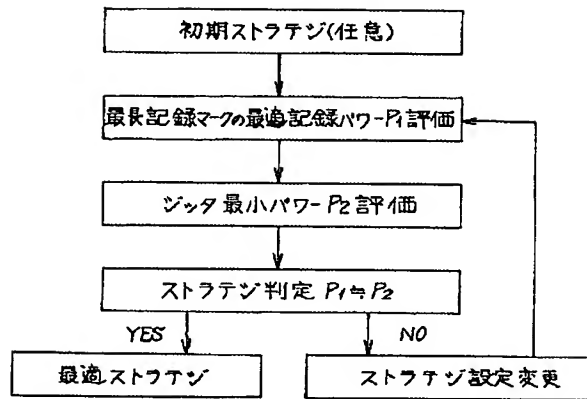 初期ストラテジ(任意)
最長記録マークの最適記録パワーP1評価
ジッタ最小パワーP2評価
ストラテジ判定 P1≒P2
YES
NO
最適ストラテジ
ストラテジ設定変更